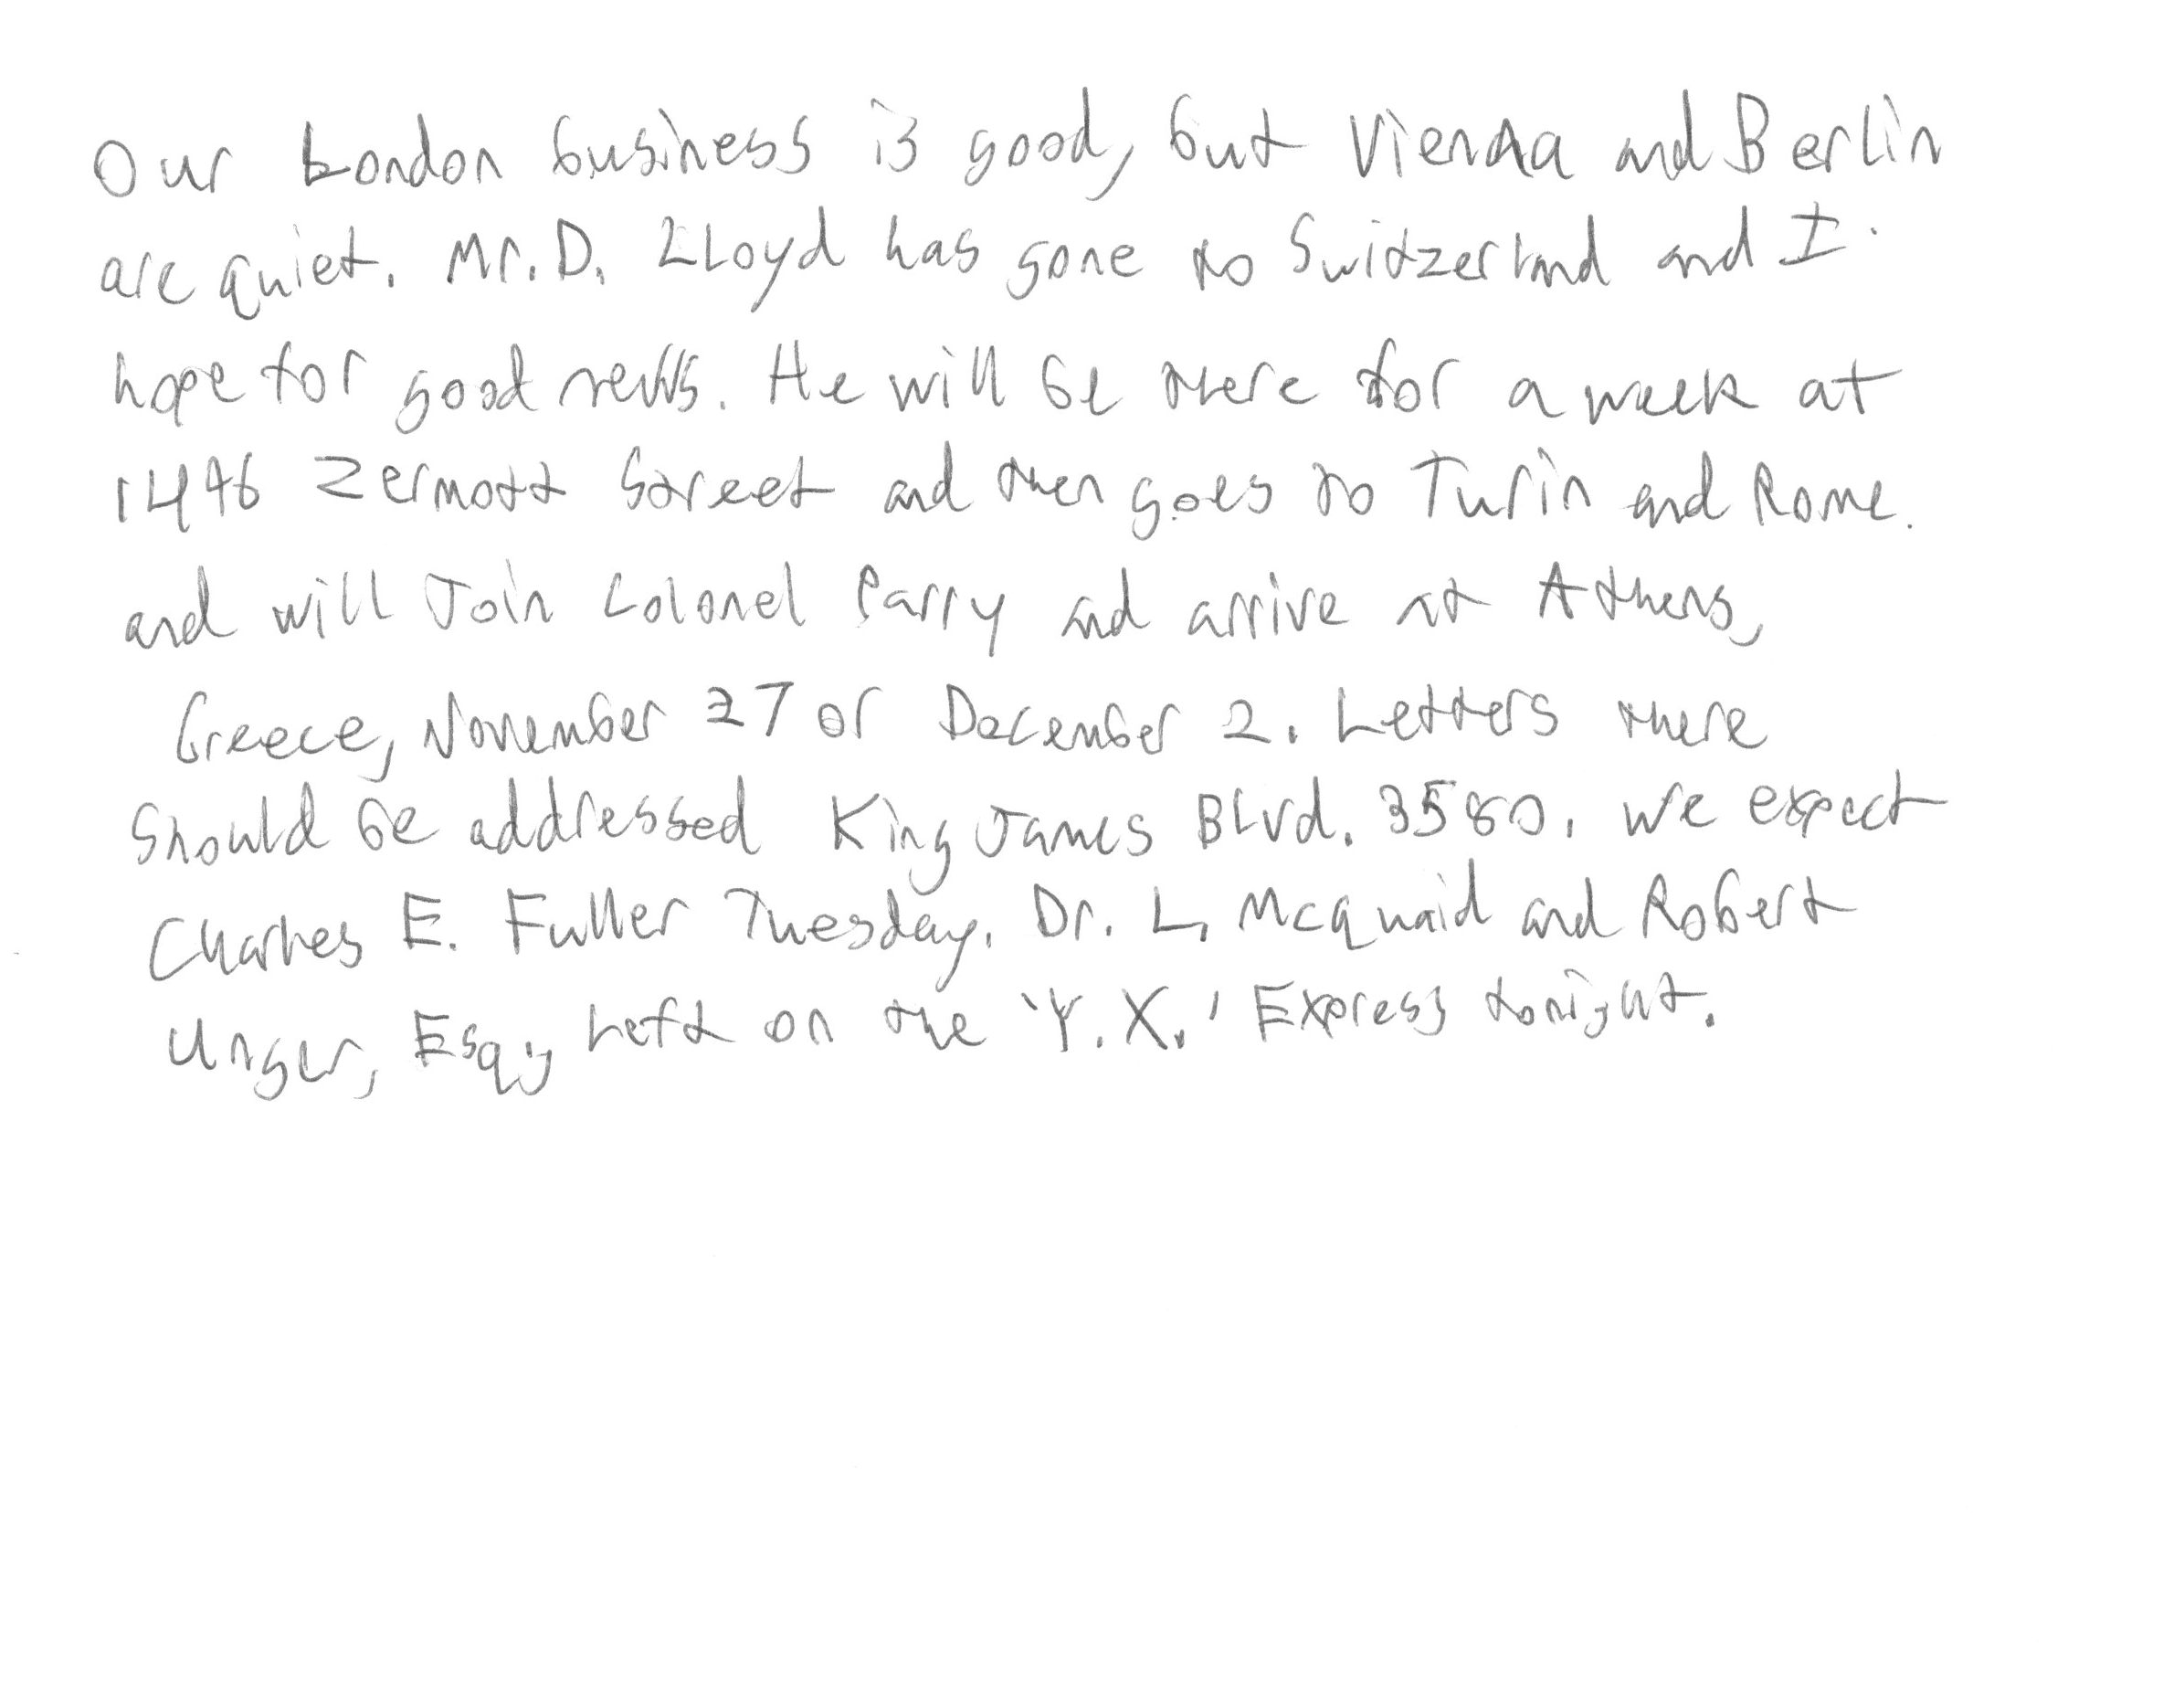 Our London business is good, but Vienna and Berlin
are quiet. Mr. D. Lloyd has gone to Switzerland and I
hope for good news. He will be there for a week at
1496 Zermott Street and then goes to Turin and Rome.
and will Join Colonel Parry and arrive at Athens,
Greece, November 27 or December 2. Letters there
Should be addressed King James Blvd. 3580. We expect
Charles E. Fuller Tuesday. Dr. L. McQuaid and Robert
Unger, Esq., Left on the 'Y. X.' Express tonight.